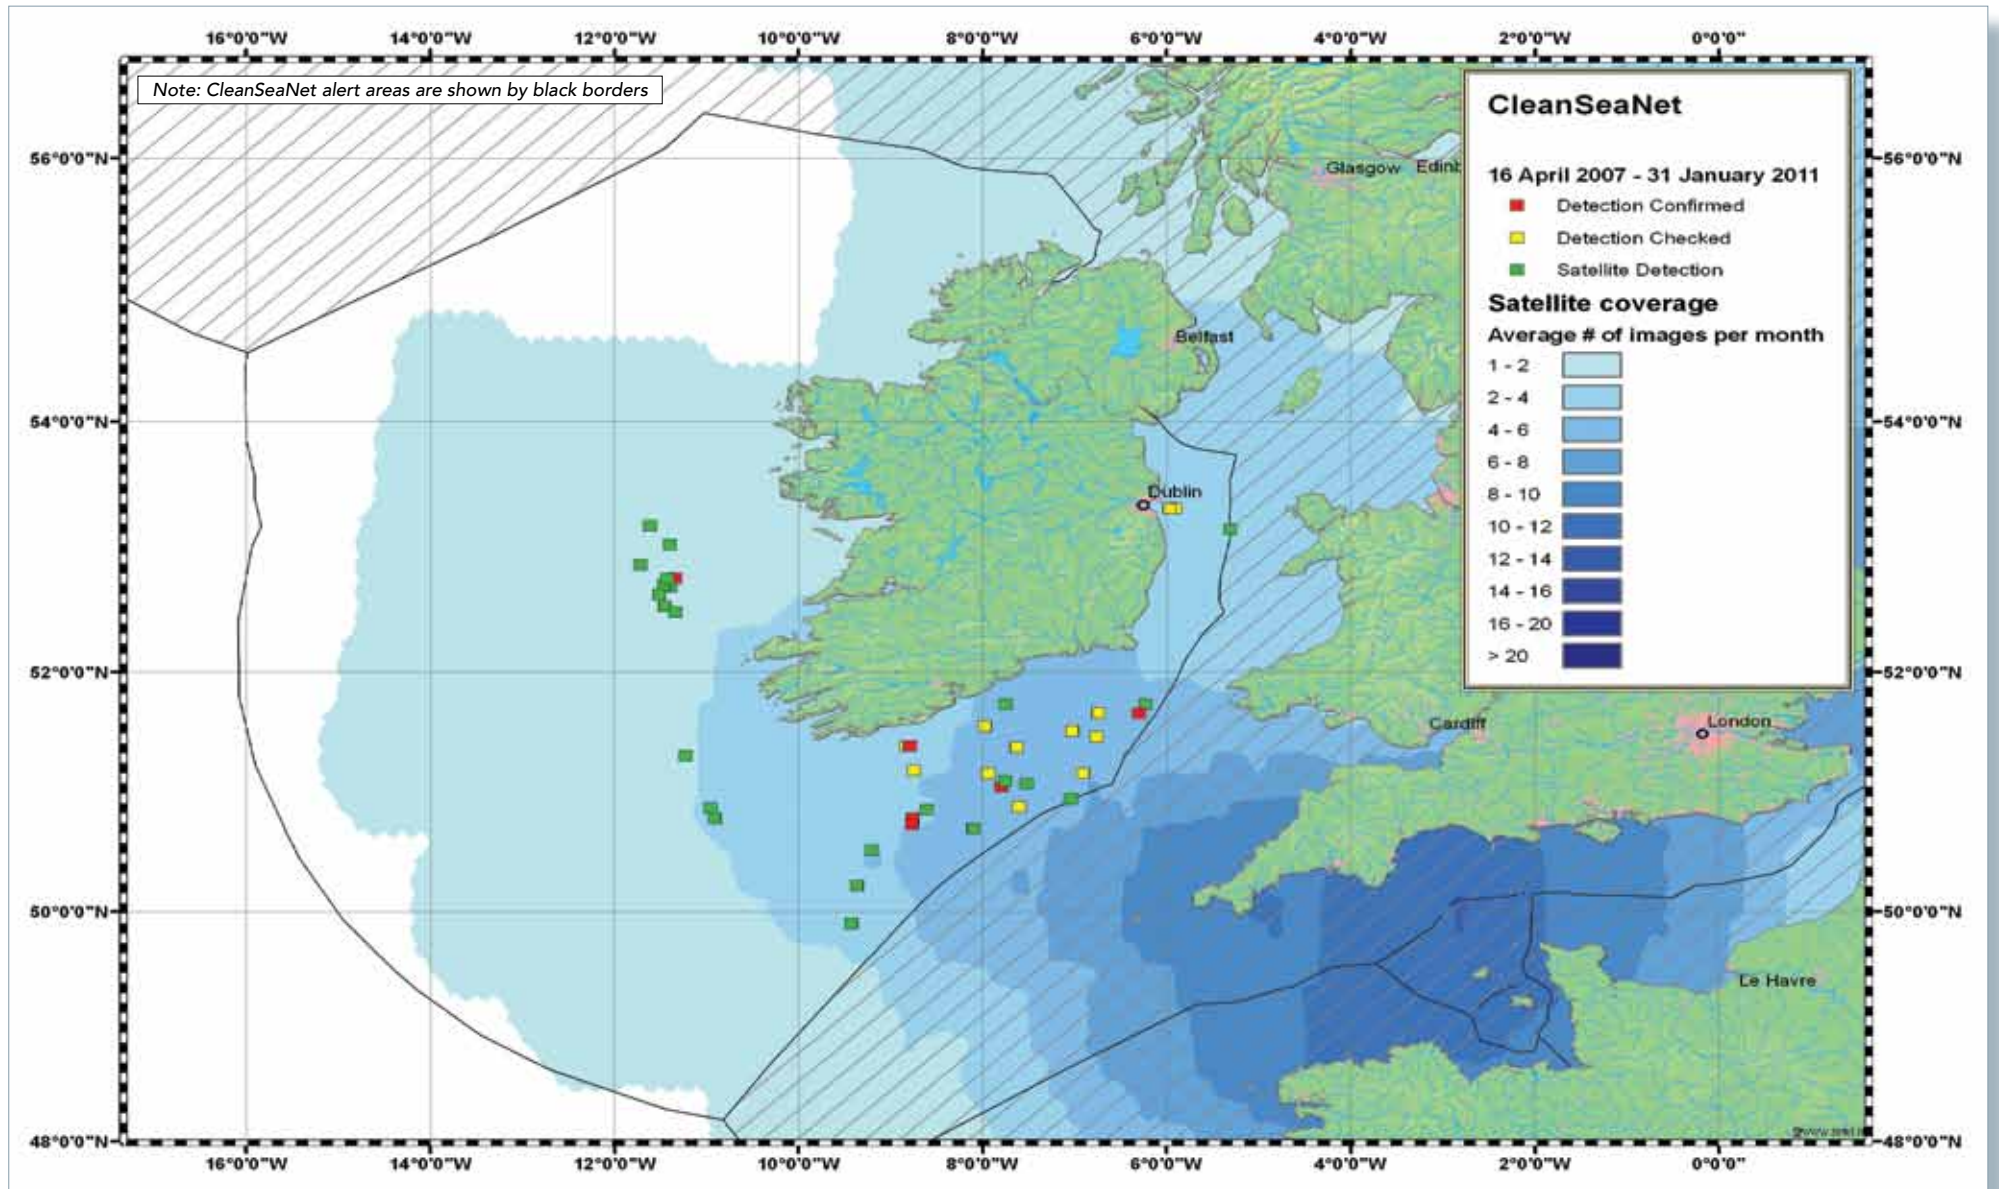 16°0'0"W 14°0'0"W 12°0'0"W 10°0'0"W 8°0'0"W 6°0'0"W 4°0'0"W 2°0'0"W 0°0'0"
Note: CleanSeaNet alert areas are shown by black borders
CleanSeaNet
16 April 2007 - 31 January 2011
Detection Confirmed
Detection Checked
Satellite Detection
Satellite coverage
Average # of images per month
1 - 2
2 - 4
4 - 6
6 - 8
8 - 10
10 - 12
12 - 14
14 - 16
16 - 20
> 20
56°0'0"N 56°0'0"N
Glasgow Edinb
Belfast
54°0'0"N 54°0'0"N
Dublin
52°0'0"N 52°0'0"N
Cardiff London
50°0'0"N 50°0'0"N
Le Havre
48°0'0"N 48°0'0"N
16°0'0"W 14°0'0"W 12°0'0"W 10°0'0"W 8°0'0"W 6°0'0"W 4°0'0"W 2°0'0"W 0°0'0"